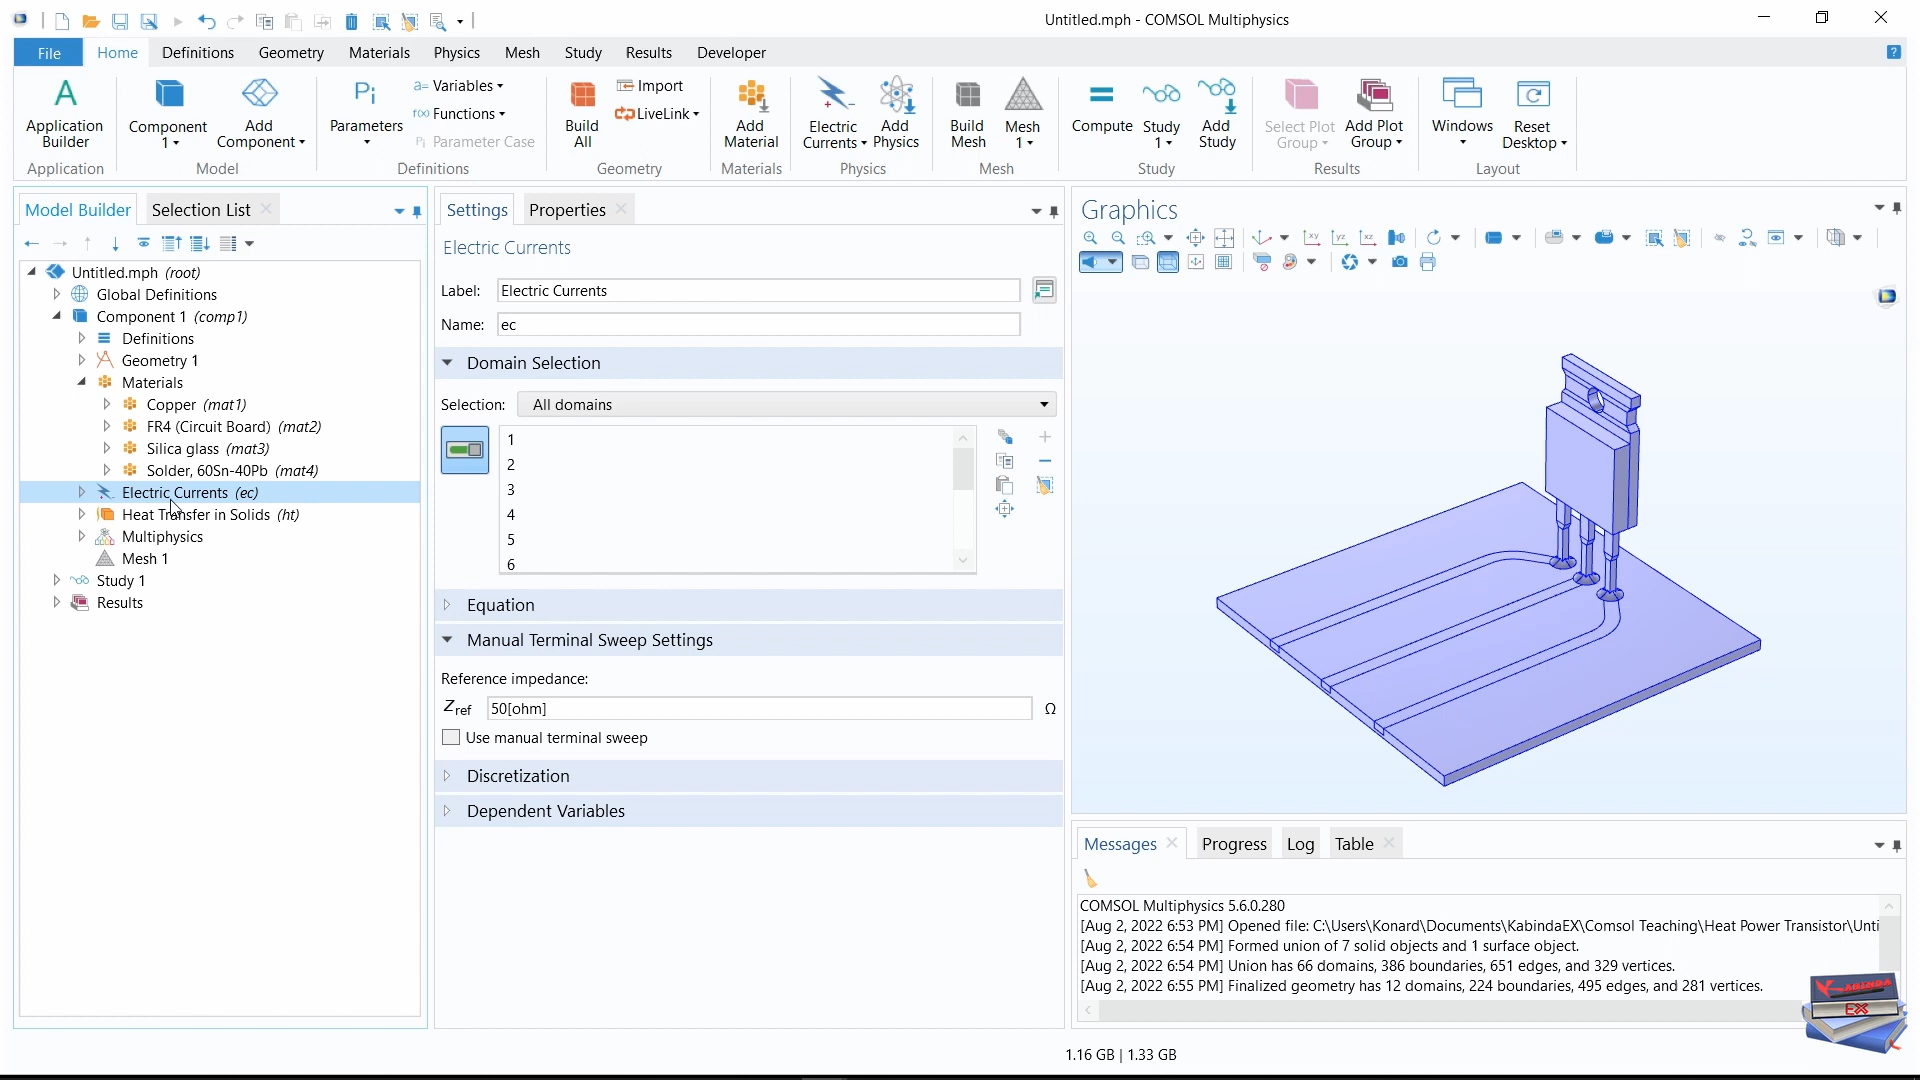 Untitled.mph - COMSOL Multiphysics
File
Home
Definitions
Geometry
Materials
Physics
Mesh
Study
Results
Developer
Application Builder
Component 1
Add Component
Pi
Parameters
a= Variables
f(x) Functions
Pi Parameter Case
Build All
Import
LiveLink
Add Material
Electric Currents
Add Physics
Build Mesh
Mesh 1
Compute
Study 1
Add Study
Select Plot Group
Add Plot Group
Windows
Reset Desktop
Application
Model
Definitions
Geometry
Materials
Physics
Mesh
Study
Results
Layout
Model Builder
Selection List
Untitled.mph (root)
Global Definitions
Component 1 (comp1)
Definitions
Geometry 1
Materials
Copper (mat1)
FR4 (Circuit Board) (mat2)
Silica glass (mat3)
Solder, 60Sn-40Pb (mat4)
Electric Currents (ec)
Heat Transfer in Solids (ht)
Multiphysics
Mesh 1
Study 1
Results
Settings
Properties
Electric Currents
Label: Electric Currents
Name: ec
Domain Selection
Selection: All domains
1
2
3
4
5
6
Equation
Manual Terminal Sweep Settings
Reference impedance:
Zref 50[ohm] Ω
Use manual terminal sweep
Discretization
Dependent Variables
Graphics
xy
yz
xz
Messages
Progress
Log
Table
COMSOL Multiphysics 5.6.0.280
[Aug 2, 2022 6:53 PM] Opened file: C:\Users\Konard\Documents\KabindaEX\Comsol Teaching\Heat Power Transistor\Unti
[Aug 2, 2022 6:54 PM] Formed union of 7 solid objects and 1 surface object.
[Aug 2, 2022 6:54 PM] Union has 66 domains, 386 boundaries, 651 edges, and 329 vertices.
[Aug 2, 2022 6:55 PM] Finalized geometry has 12 domains, 224 boundaries, 495 edges, and 281 vertices.
KABINDA
EX
1.16 GB | 1.33 GB